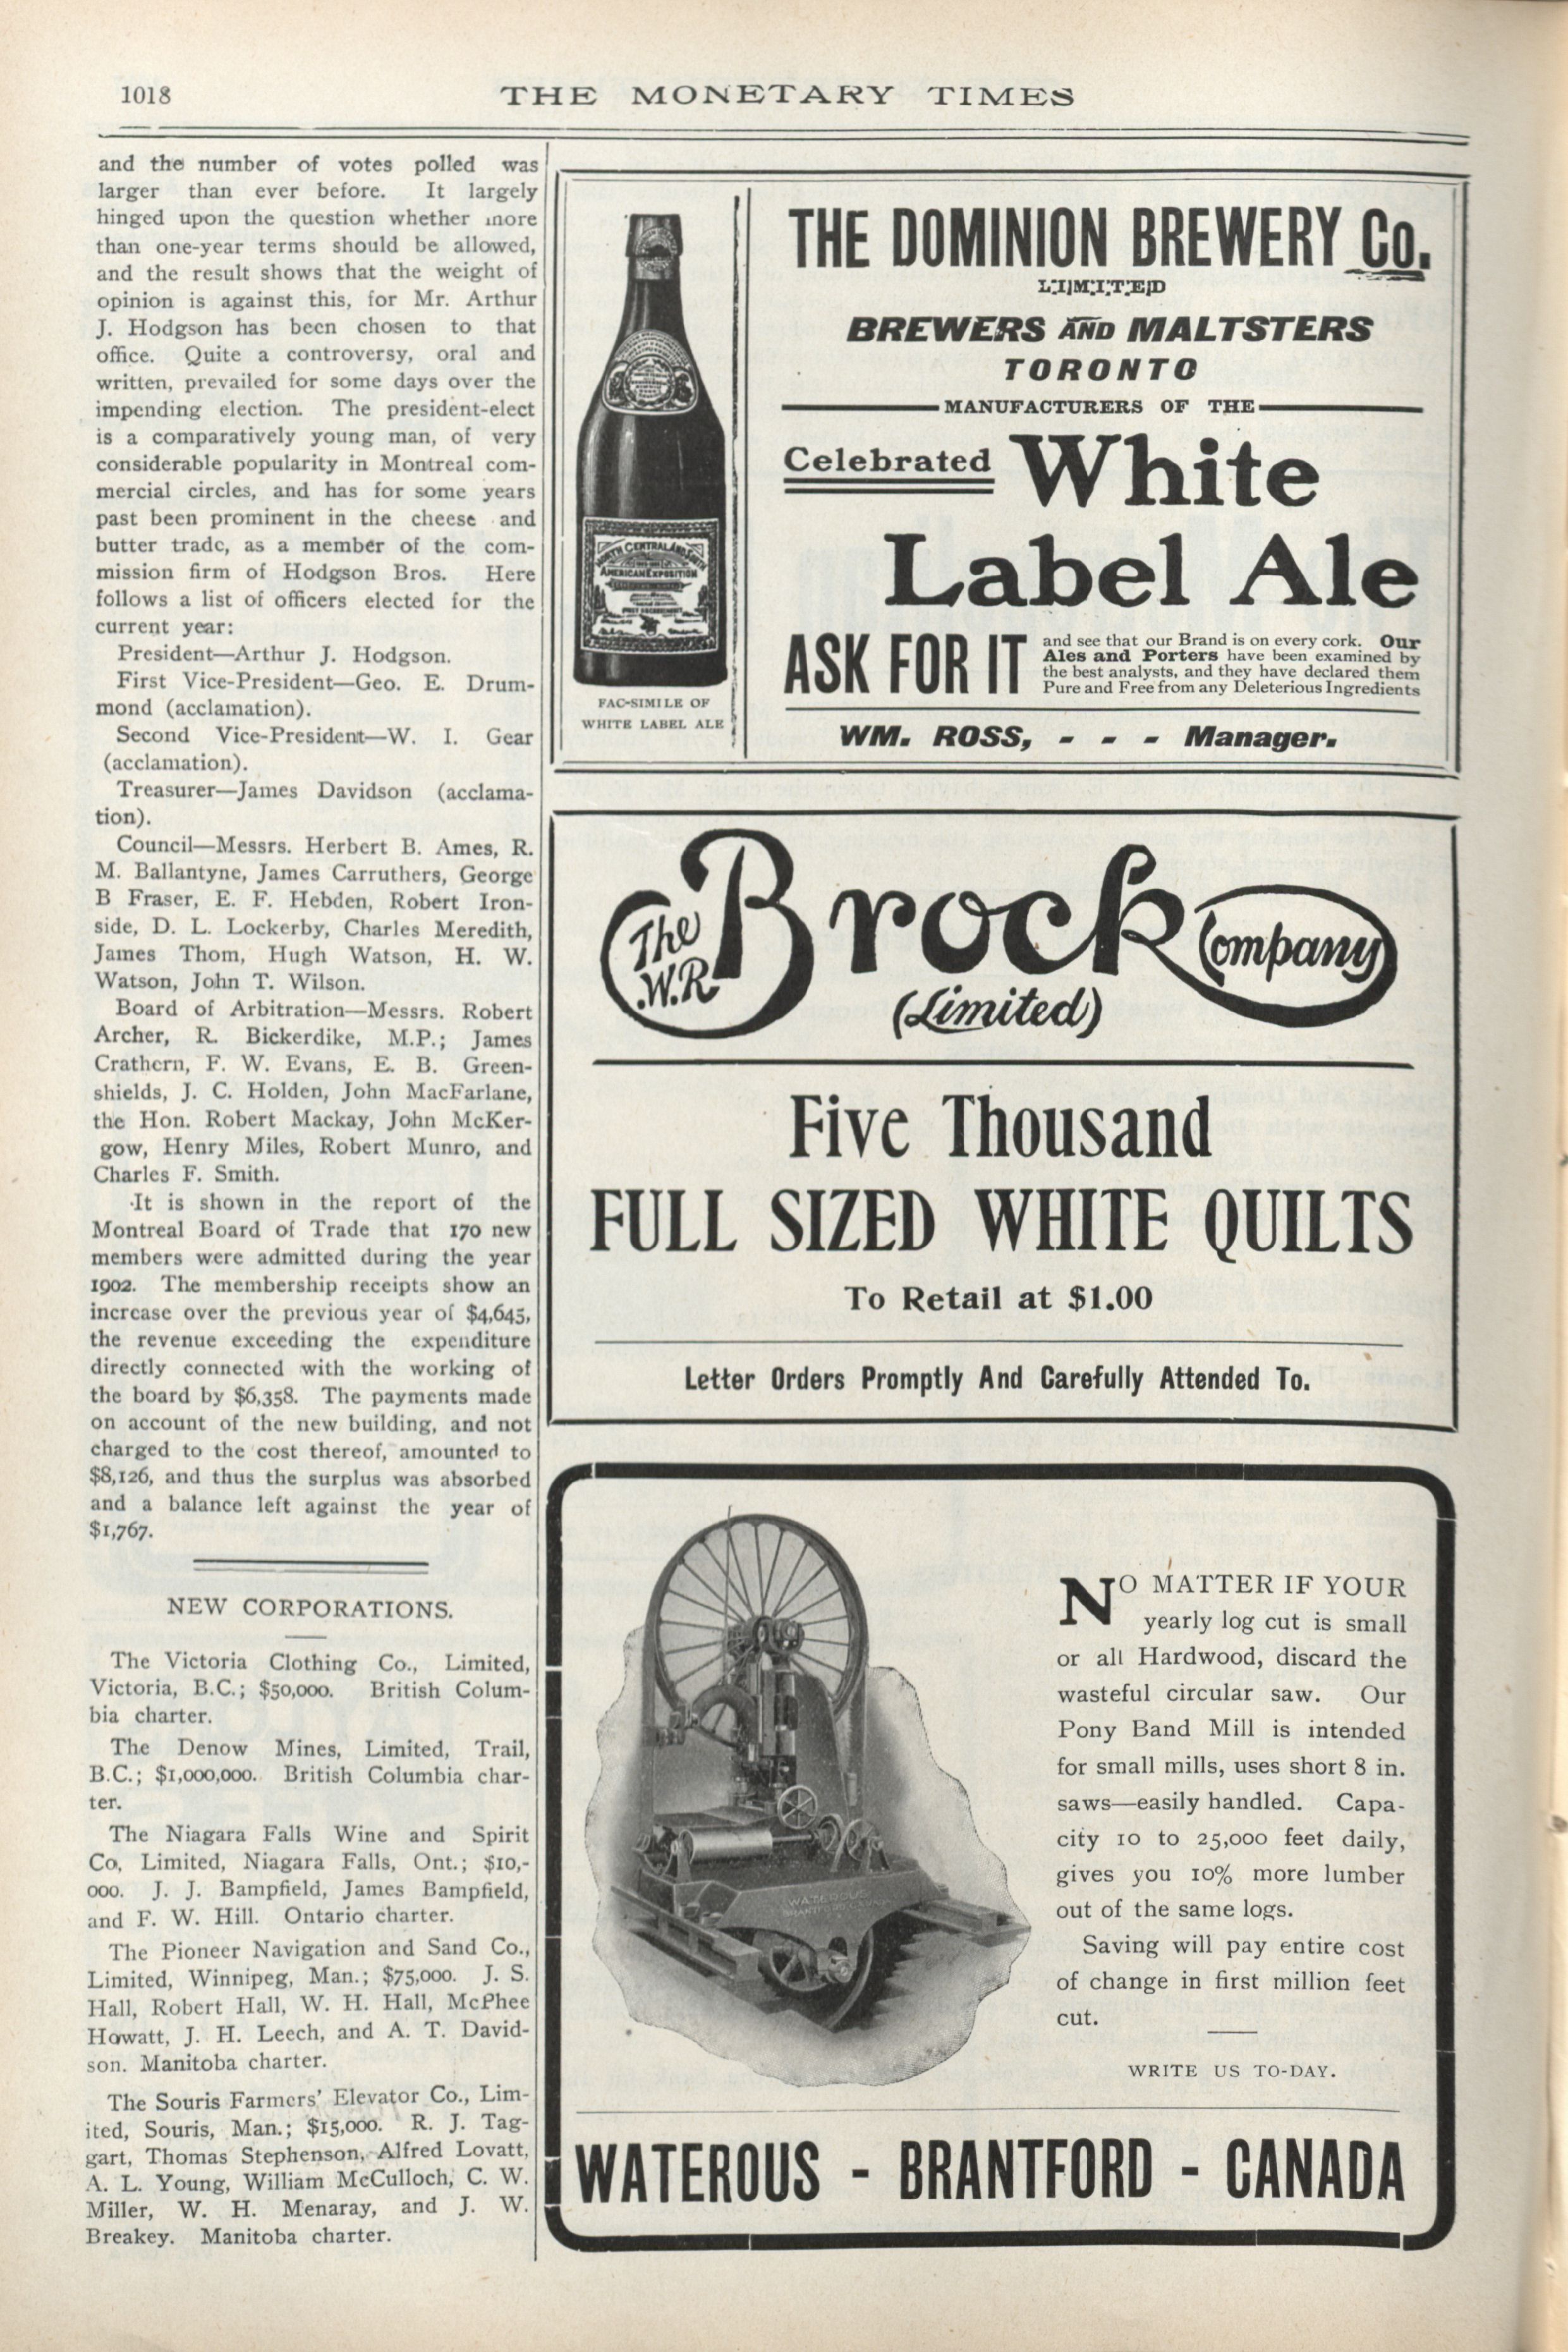 1018
THE MONETARY TIMES
and the number of votes polled was
larger than ever before. It largely
hinged upon the question whether more
than one-year terms should be allowed,
and the result shows that the weight of
opinion is against this, for Mr. Arthur
J. Hodgson has been chosen to that
office. Quite a controversy, oral and
written, prevailed for some days over the
impending election. The president-elect
is a comparatively young man, of very
considerable popularity in Montreal com-
mercial circles, and has for some years
past been prominent in the cheese and
butter trade, as a member of the com-
mission firm of Hodgson Bros. Here
follows a list of officers elected for the
current year:
President—Arthur J. Hodgson.
First Vice-President—Geo. E. Drum-
mond (acclamation).
Second Vice-President—W. I. Gear
(acclamation).
Treasurer—James Davidson (acclama-
tion).
Council—Messrs. Herbert B. Ames, R.
M. Ballantyne, James Carruthers, George
B Fraser, E. F. Hebden, Robert Iron-
side, D. L. Lockerby, Charles Meredith,
James Thom, Hugh Watson, H. W.
Watson, John T. Wilson.
Board of Arbitration—Messrs. Robert
Archer, R. Bickerdike, M.P.; James
Crathern, F. W. Evans, E. B. Green-
shields, J. C. Holden, John MacFarlane,
the Hon. Robert Mackay, John McKer-
gow, Henry Miles, Robert Munro, and
Charles F. Smith.
It is shown in the report of the
Montreal Board of Trade that 170 new
members were admitted during the year
1902. The membership receipts show an
increase over the previous year of $4,645,
the revenue exceeding the expenditure
directly connected with the working of
the board by $6,358. The payments made
on account of the new building, and not
charged to the cost thereof, amounted to
$8,126, and thus the surplus was absorbed
and a balance left against the year of
$1,767.
NEW CORPORATIONS.
The Victoria Clothing Co., Limited,
Victoria, B.C.; $50,000. British Colum-
bia charter.
The Denow Mines, Limited, Trail,
B.C.; $1,000,000. British Columbia char-
ter.
The Niagara Falls Wine and Spirit
Co, Limited, Niagara Falls, Ont.; $10,-
000. J. J. Bampfield, James Bampfield,
and F. W. Hill. Ontario charter.
The Pioneer Navigation and Sand Co.,
Limited, Winnipeg, Man.; $75,000. J. S.
Hall, Robert Hall, W. H. Hall, McPhee
Howatt, J. H. Leech, and A. T. David-
son. Manitoba charter.
The Souris Farmers' Elevator Co., Lim-
ited, Souris, Man.; $15,000. R. J. Tag-
gart, Thomas Stephenson, Alfred Lovatt,
A. L. Young, William McCulloch, C. W.
Miller, W. H. Menaray, and J. W.
Breakey. Manitoba charter.
NORTH CENTRAL AND SOUTH
AMERICAN EXPOSITION
FAC-SIMILE OF
WHITE LABEL ALE
THE DOMINION BREWERY Co.
LIMITED
BREWERS AND MALTSTERS
TORONTO
MANUFACTURERS OF THE
Celebrated White
Label Ale
ASK FOR IT and see that our Brand is on every cork. Our
Ales and Porters have been examined by
the best analysts, and they have declared them
Pure and Free from any Deleterious Ingredients
WM. ROSS, - - - Manager.
The W.R. Brock Company
(Limited)
Five Thousand
FULL SIZED WHITE QUILTS
To Retail at $1.00
Letter Orders Promptly And Carefully Attended To.
WATEROUS
BRANTFORD
NO MATTER IF YOUR
yearly log cut is small
or all Hardwood, discard the
wasteful circular saw. Our
Pony Band Mill is intended
for small mills, uses short 8 in.
saws—easily handled. Capa-
city 10 to 25,000 feet daily,
gives you 10% more lumber
out of the same logs.
Saving will pay entire cost
of change in first million feet
cut.
WRITE US TO-DAY.
WATEROUS - BRANTFORD - CANADA